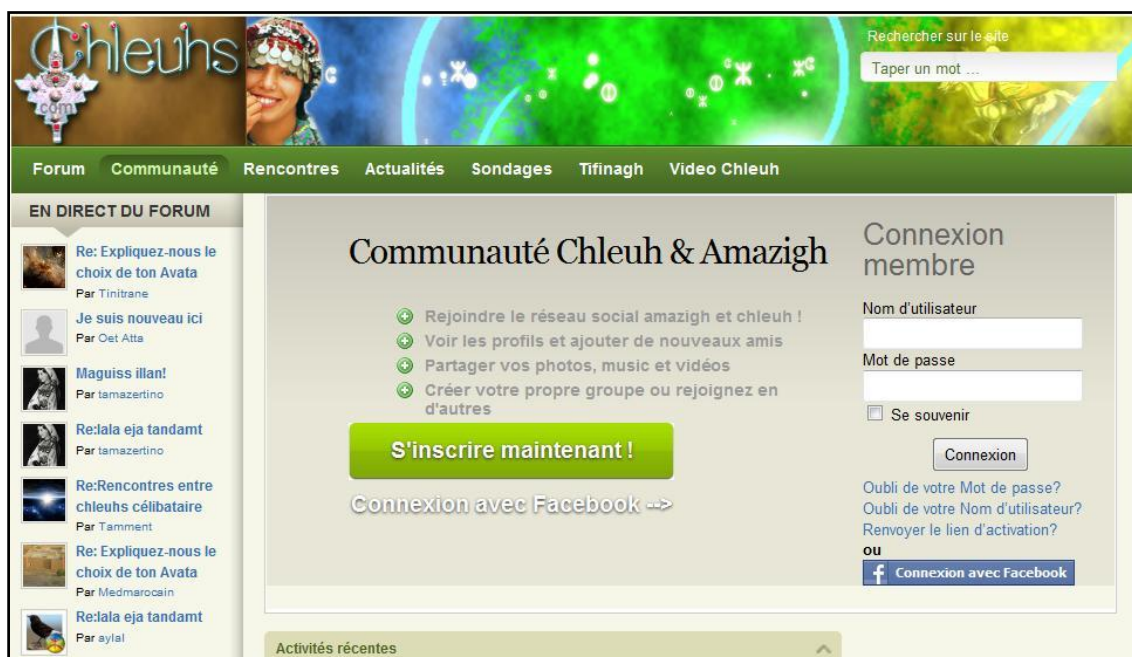 Chleuhs
com
Rechercher sur le site
Taper un mot ...
Forum Communauté Rencontres Actualités Sondages Tifinagh Video Chleuh
EN DIRECT DU FORUM
Re: Expliquez-nous le
choix de ton Avata
Par Tinitrane
Je suis nouveau ici
Par Oet Atta
Maguiss illan!
Par tamazertino
Re:lala eja tandamt
Par tamazertino
Re:Rencontres entre
chleuhs célibataire
Par Tamment
Re: Expliquez-nous le
choix de ton Avata
Par Medmarocain
Re:lala eja tandamt
Par aylal
Communauté Chleuh & Amazigh
Rejoindre le réseau social amazigh et chleuh !
Voir les profils et ajouter de nouveaux amis
Partager vos photos, music et vidéos
Créer votre propre groupe ou rejoignez en
d'autres
S'inscrire maintenant !
Connexion avec Facebook -->
Connexion
membre
Nom d'utilisateur
Mot de passe
Se souvenir
Connexion
Oubli de votre Mot de passe?
Oubli de votre Nom d'utilisateur?
Renvoyer le lien d'activation?
ou
f Connexion avec Facebook
Activités récentes